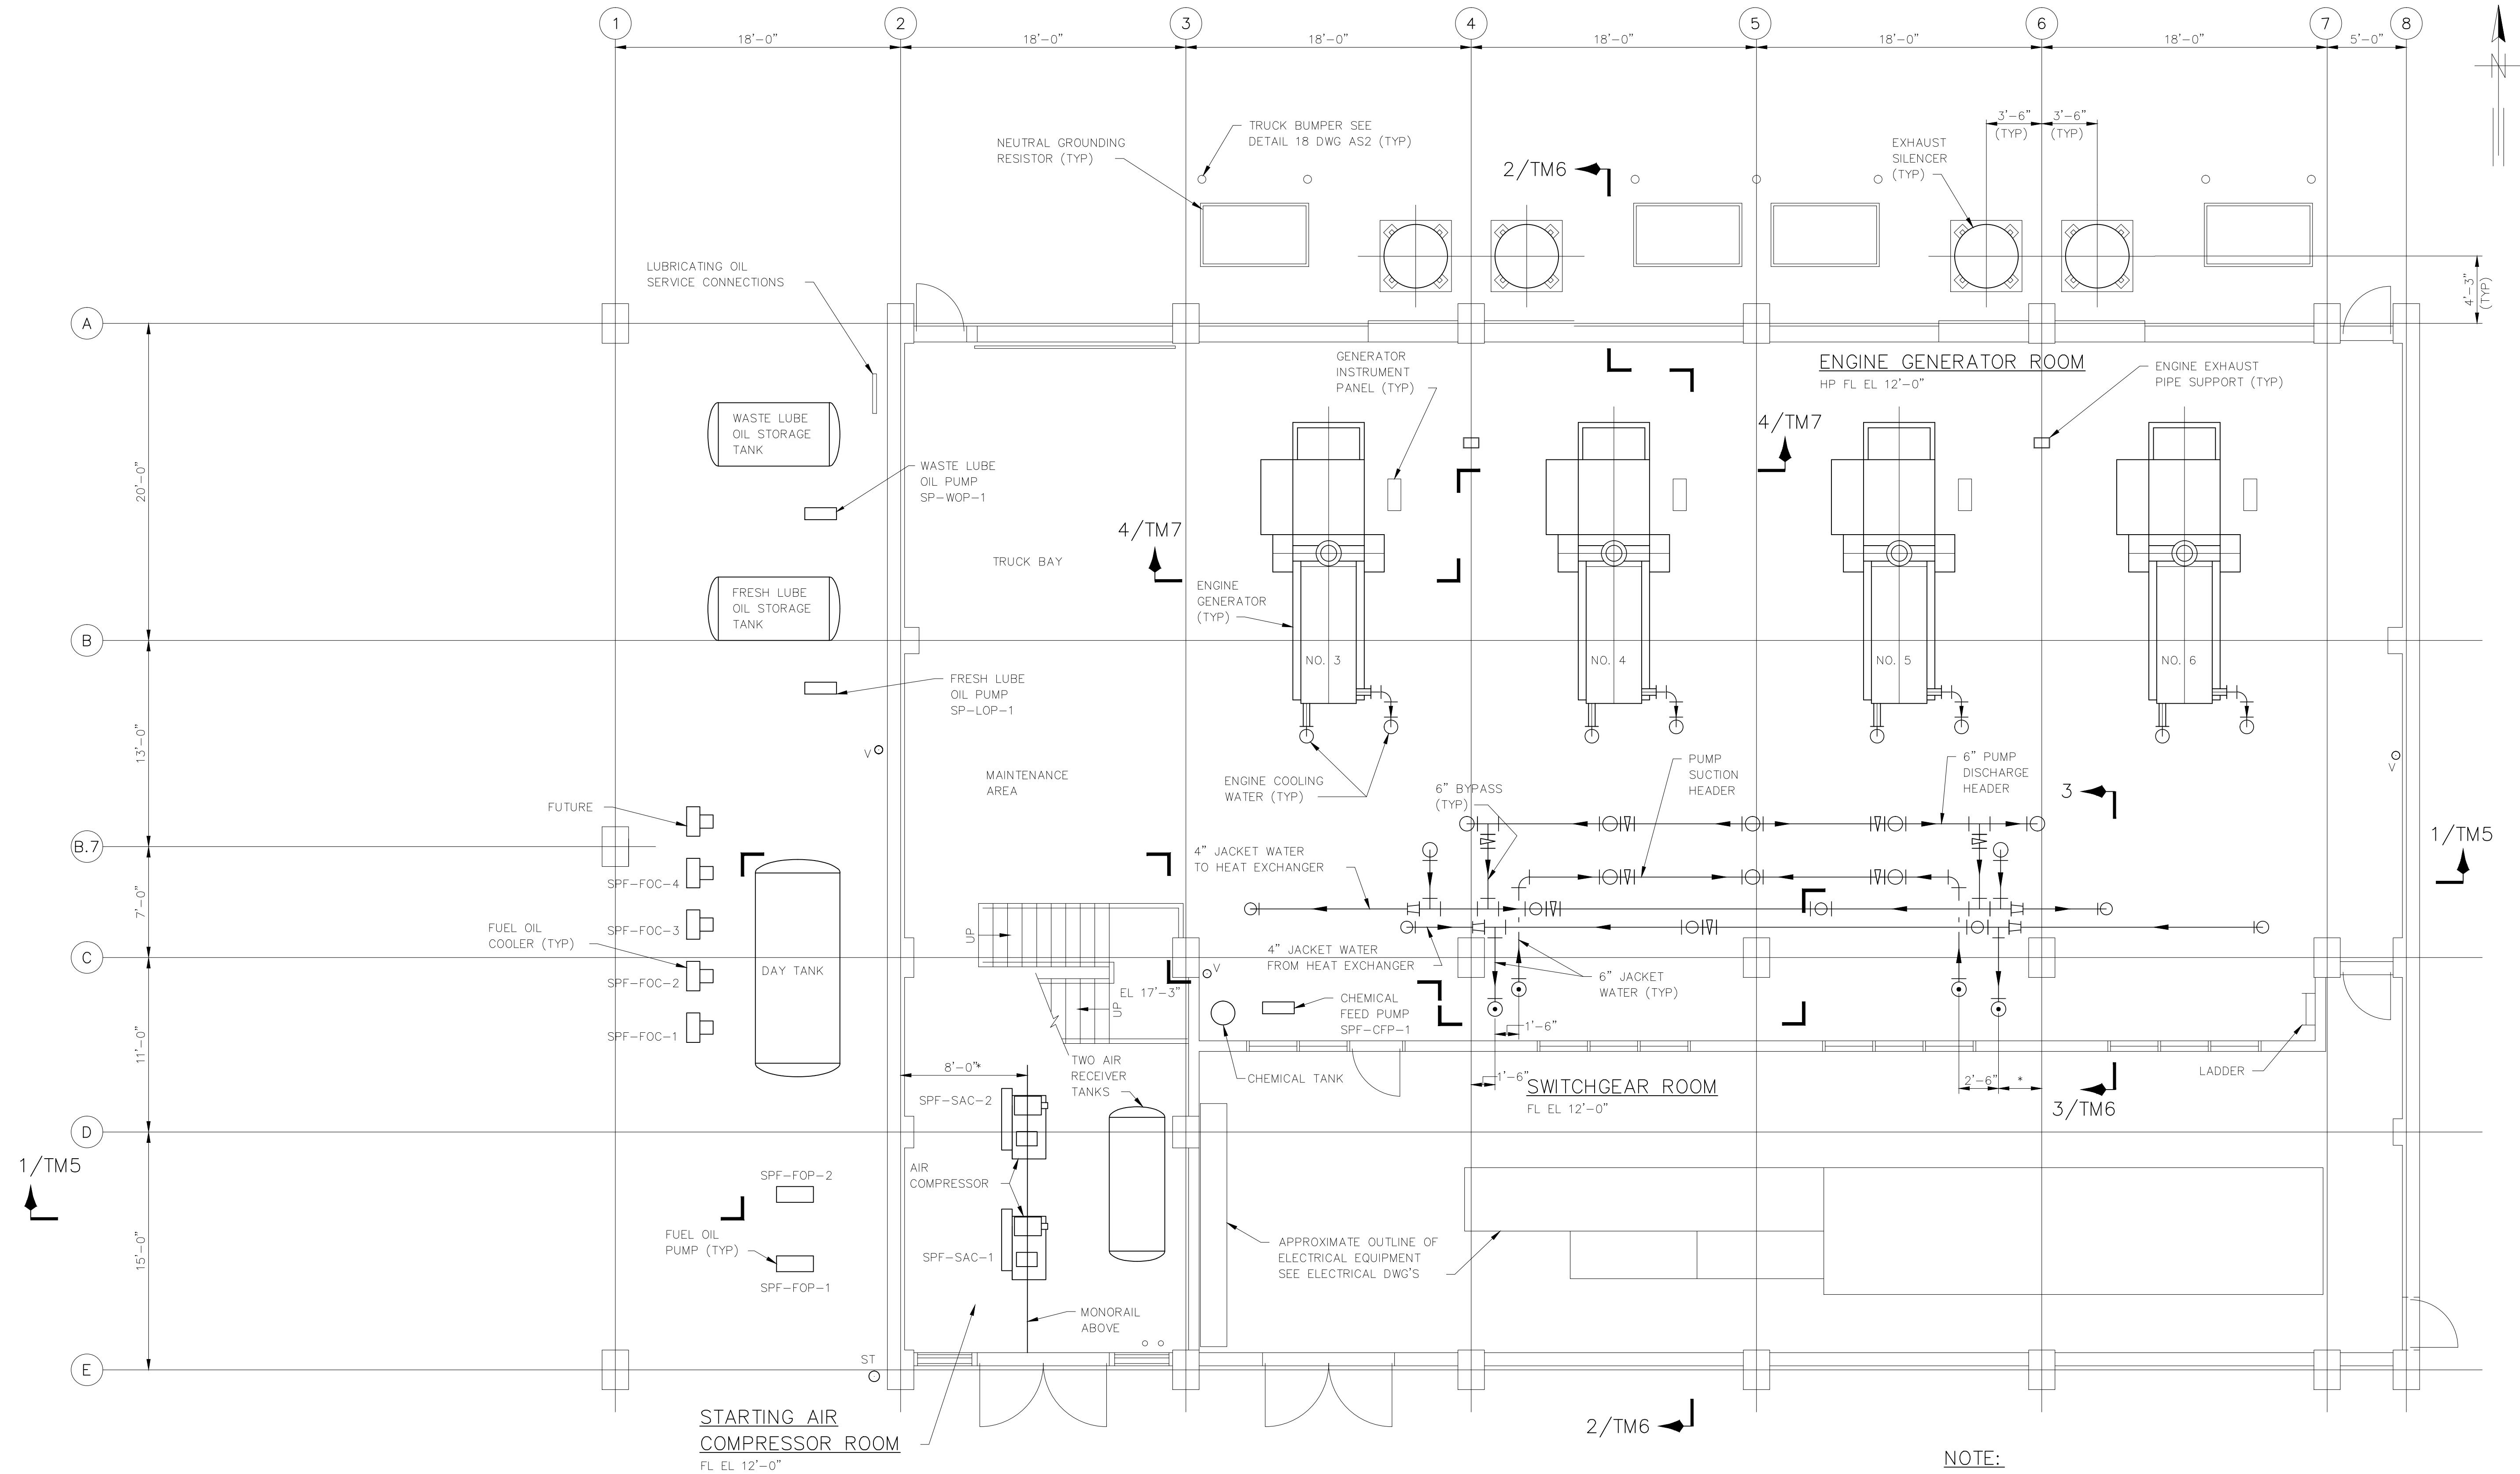 1
2
3
4
5
6
7
8
18'-0"
18'-0"
18'-0"
18'-0"
18'-0"
18'-0"
5'-0"
N
TRUCK BUMPER SEE
DETAIL 18 DWG AS2 (TYP)
NEUTRAL GROUNDING
RESISTOR (TYP)
2/TM6
EXHAUST
SILENCER
(TYP)
3'-6"
(TYP)
3'-6"
(TYP)
4'-3"
(TYP)
LUBRICATING OIL
SERVICE CONNECTIONS
A
GENERATOR
INSTRUMENT
PANEL (TYP)
ENGINE GENERATOR ROOM
HP FL EL 12'-0"
ENGINE EXHAUST
PIPE SUPPORT (TYP)
WASTE LUBE
OIL STORAGE
TANK
4/TM7
20'-0"
WASTE LUBE
OIL PUMP
SP-WOP-1
4/TM7
TRUCK BAY
FRESH LUBE
OIL STORAGE
TANK
ENGINE
GENERATOR
(TYP)
B
NO. 3
NO. 4
NO. 5
NO. 6
FRESH LUBE
OIL PUMP
SP-LOP-1
13'-0"
V
V
MAINTENANCE
AREA
ENGINE COOLING
WATER (TYP)
6" BYPASS
(TYP)
PUMP
SUCTION
HEADER
6" PUMP
DISCHARGE
HEADER
3
FUTURE
B.7
1/TM5
4" JACKET WATER
TO HEAT EXCHANGER
SPF-FOC-4
7'-0"
FUEL OIL
COOLER (TYP)
SPF-FOC-3
UP
4" JACKET WATER
FROM HEAT EXCHANGER
C
DAY TANK
V
6" JACKET
WATER (TYP)
SPF-FOC-2
EL 17'-3"
UP
CHEMICAL
FEED PUMP
SPF-CFP-1
1'-6"
SPF-FOC-1
11'-0"
8'-0"*
TWO AIR
RECEIVER
TANKS
CHEMICAL TANK
1'-6"
SWITCHGEAR ROOM
FL EL 12'-0"
2'-6"
*
LADDER
3/TM6
SPF-SAC-2
D
1/TM5
AIR
COMPRESSOR
SPF-FOP-2
FUEL OIL
PUMP (TYP)
15'-0"
SPF-SAC-1
APPROXIMATE OUTLINE OF
ELECTRICAL EQUIPMENT
SEE ELECTRICAL DWG'S
SPF-FOP-1
MONORAIL
ABOVE
ST
E
STARTING AIR
COMPRESSOR ROOM
FL EL 12'-0"
2/TM6
NOTE: